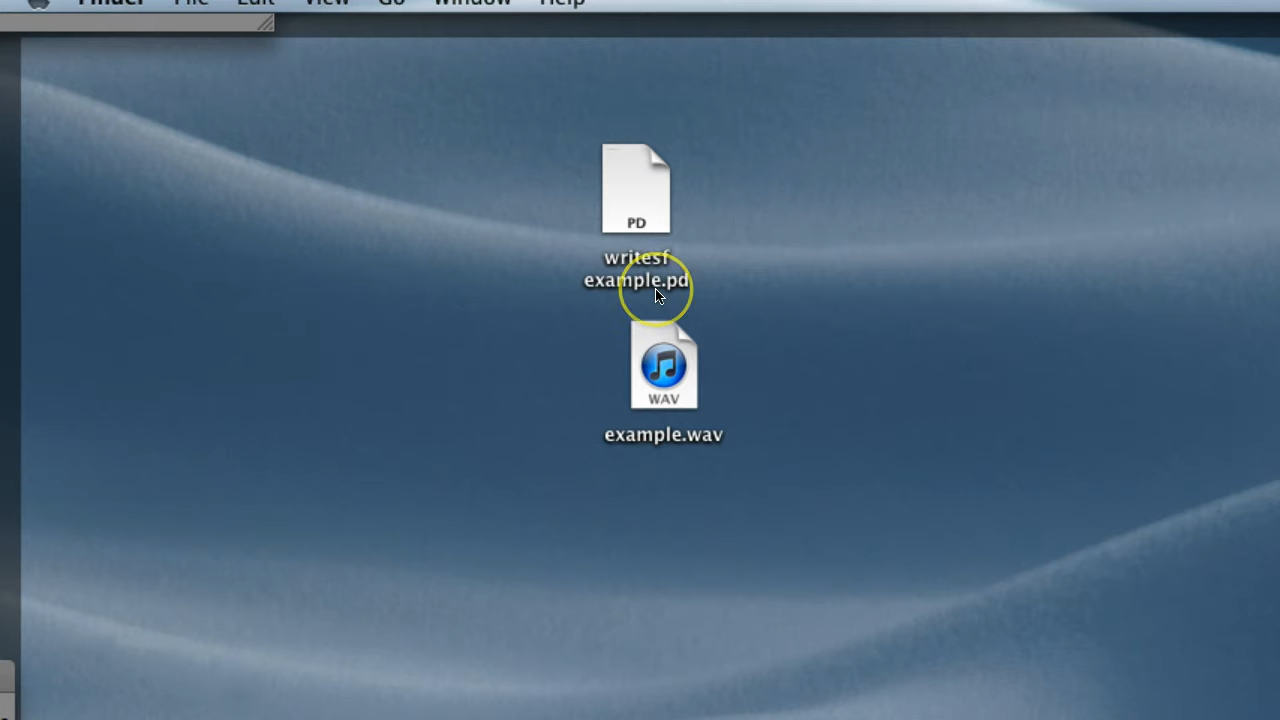 Finder File Edit View Go Window Help
PD
writesf
example.pd
WAV
example.wav